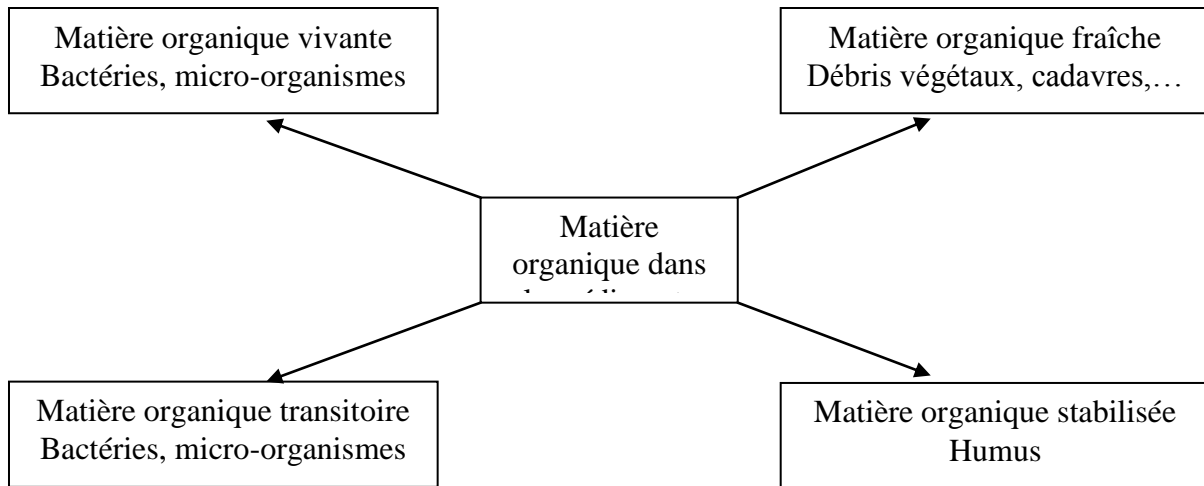 Matière organique vivante
Bactéries, micro-organismes
Matière organique fraîche
Débris végétaux, cadavres,…
Matière
organique dans
Matière organique transitoire
Bactéries, micro-organismes
Matière organique stabilisée
Humus